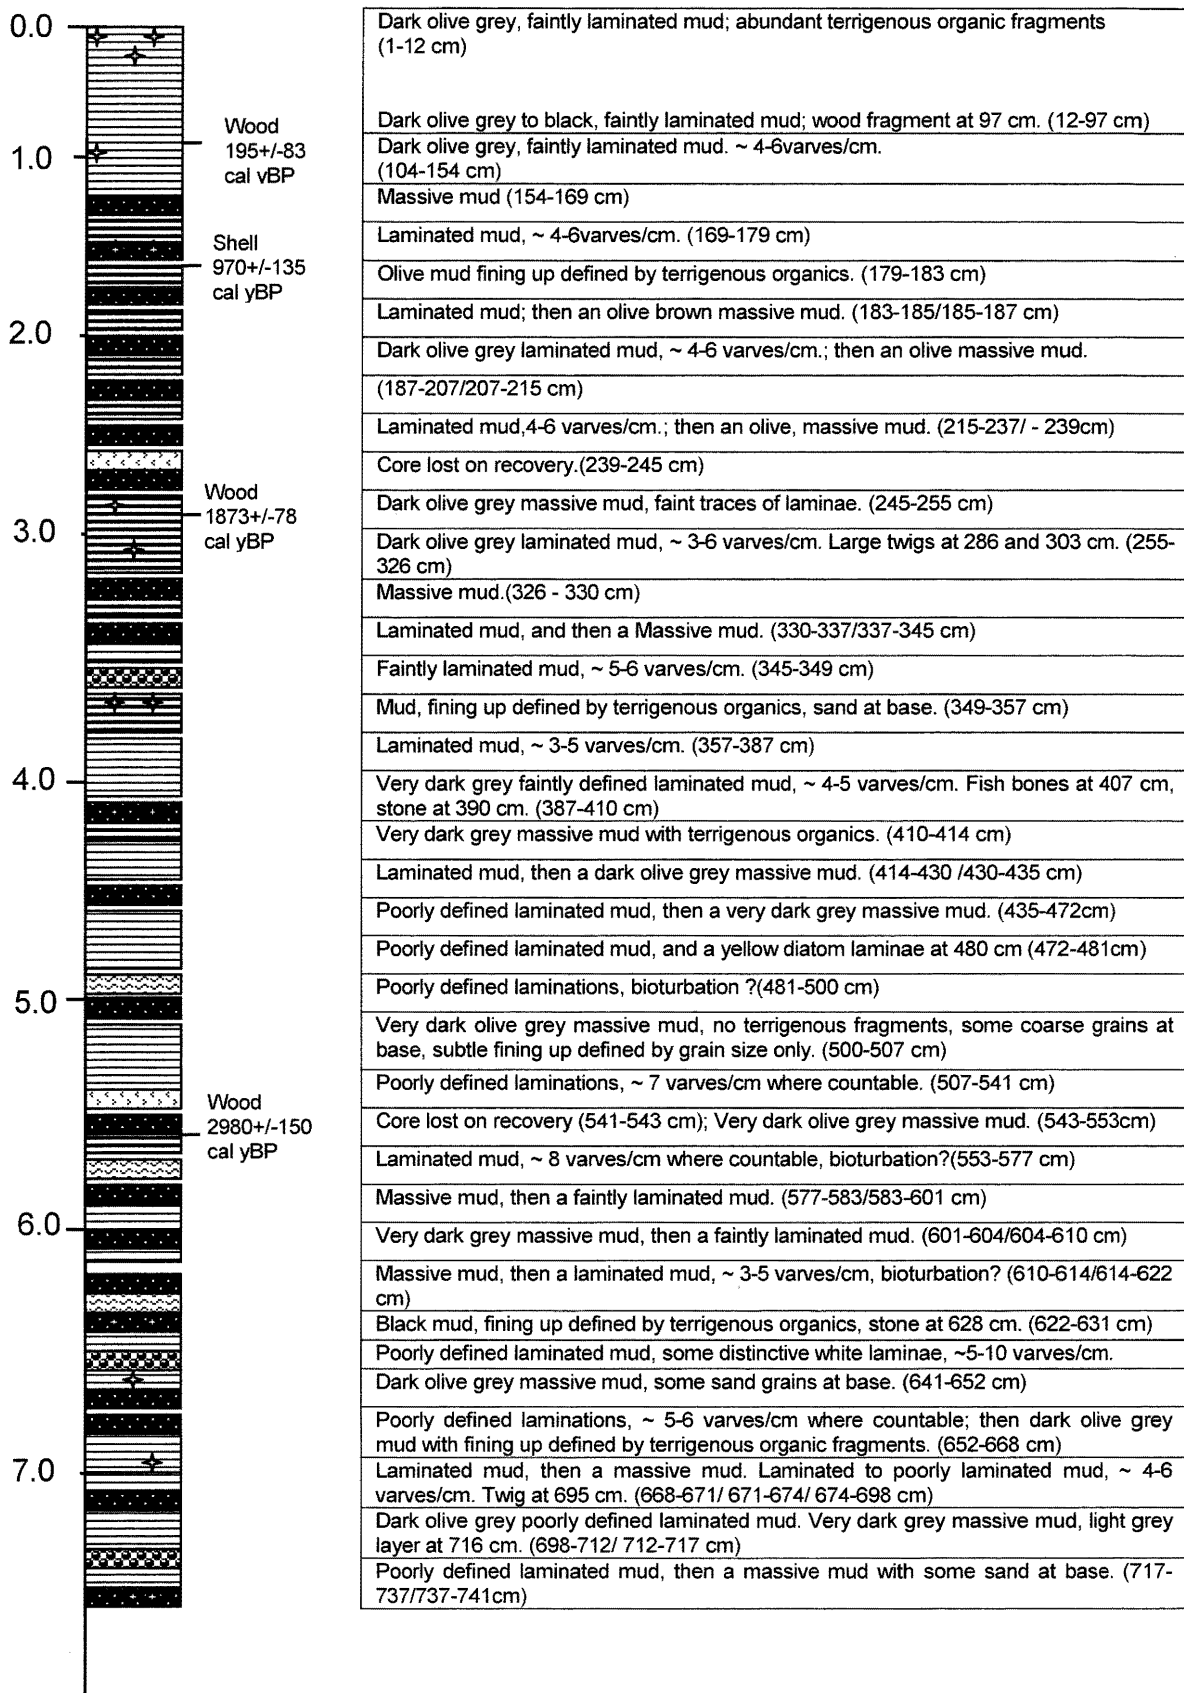 0.0
1.0
2.0
3.0
4.0
5.0
6.0
7.0
Wood
195+/-83
cal vBP
Shell
970+/-135
cal yBP
Wood
1873+/-78
cal yBP
Wood
2980+/-150
cal yBP
Dark olive grey, faintly laminated mud; abundant terrigenous organic fragments
(1-12 cm)
Dark olive grey to black, faintly laminated mud; wood fragment at 97 cm. (12-97 cm)
Dark olive grey, faintly laminated mud. ~ 4-6varves/cm.
(104-154 cm)
Massive mud (154-169 cm)
Laminated mud, ~ 4-6varves/cm. (169-179 cm)
Olive mud fining up defined by terrigenous organics. (179-183 cm)
Laminated mud; then an olive brown massive mud. (183-185/185-187 cm)
Dark olive grey laminated mud, ~ 4-6 varves/cm.; then an olive massive mud.
(187-207/207-215 cm)
Laminated mud,4-6 varves/cm.; then an olive, massive mud. (215-237/ - 239cm)
Core lost on recovery.(239-245 cm)
Dark olive grey massive mud, faint traces of laminae. (245-255 cm)
Dark olive grey laminated mud, ~ 3-6 varves/cm. Large twigs at 286 and 303 cm. (255-
326 cm)
Massive mud.(326 - 330 cm)
Laminated mud, and then a Massive mud. (330-337/337-345 cm)
Faintly laminated mud, ~ 5-6 varves/cm. (345-349 cm)
Mud, fining up defined by terrigenous organics, sand at base. (349-357 cm)
Laminated mud, ~ 3-5 varves/cm. (357-387 cm)
Very dark grey faintly defined laminated mud, ~ 4-5 varves/cm. Fish bones at 407 cm,
stone at 390 cm. (387-410 cm)
Very dark grey massive mud with terrigenous organics. (410-414 cm)
Laminated mud, then a dark olive grey massive mud. (414-430 /430-435 cm)
Poorly defined laminated mud, then a very dark grey massive mud. (435-472cm)
Poorly defined laminated mud, and a yellow diatom laminae at 480 cm (472-481cm)
Poorly defined laminations, bioturbation ?(481-500 cm)
Very dark olive grey massive mud, no terrigenous fragments, some coarse grains at
base, subtle fining up defined by grain size only. (500-507 cm)
Poorly defined laminations, ~ 7 varves/cm where countable. (507-541 cm)
Core lost on recovery (541-543 cm); Very dark olive grey massive mud. (543-553cm)
Laminated mud, ~ 8 varves/cm where countable, bioturbation?(553-577 cm)
Massive mud, then a faintly laminated mud. (577-583/583-601 cm)
Very dark grey massive mud, then a faintly laminated mud. (601-604/604-610 cm)
Massive mud, then a laminated mud, ~ 3-5 varves/cm, bioturbation? (610-614/614-622
cm)
Black mud, fining up defined by terrigenous organics, stone at 628 cm. (622-631 cm)
Poorly defined laminated mud, some distinctive white laminae, ~5-10 varves/cm.
Dark olive grey massive mud, some sand grains at base. (641-652 cm)
Poorly defined laminations, ~ 5-6 varves/cm where countable; then dark olive grey
mud with fining up defined by terrigenous organic fragments. (652-668 cm)
Laminated mud, then a massive mud. Laminated to poorly laminated mud, ~ 4-6
varves/cm. Twig at 695 cm. (668-671/ 671-674/ 674-698 cm)
Dark olive grey poorly defined laminated mud. Very dark grey massive mud, light grey
layer at 716 cm. (698-712/ 712-717 cm)
Poorly defined laminated mud, then a massive mud with some sand at base. (717-
737/737-741cm)